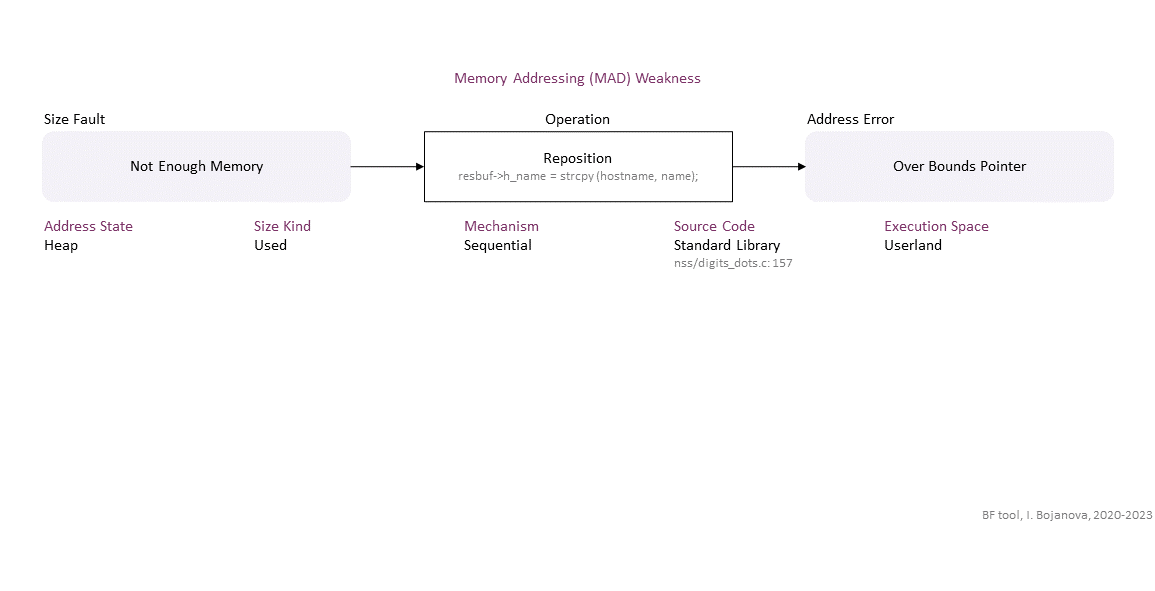 Memory Addressing (MAD) Weakness
Size Fault
Operation
Address Error
Not Enough Memory
Reposition
resbuf->h_name = strcpy(hostname, name);
Over Bounds Pointer
Address State
Heap
Size Kind
Used
Mechanism
Sequential
Source Code
Standard Library
nss/digits_dots.c:157
Execution Space
Userland
BF tool, I. Bojanova, 2020-2023